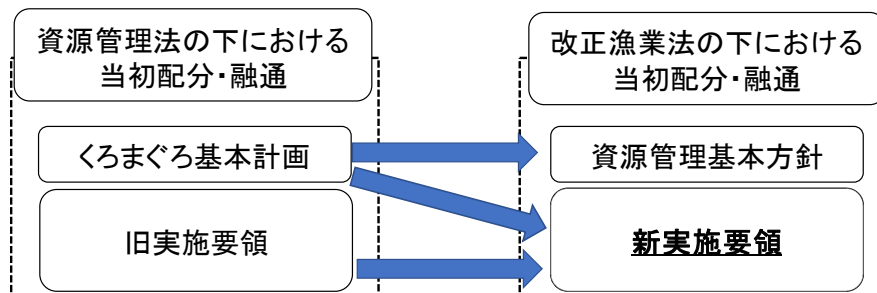 資源管理法の下における
当初配分・融通
改正漁業法の下における
当初配分・融通
くろまぐろ基本計画
資源管理基本方針
旧実施要領
新実施要領